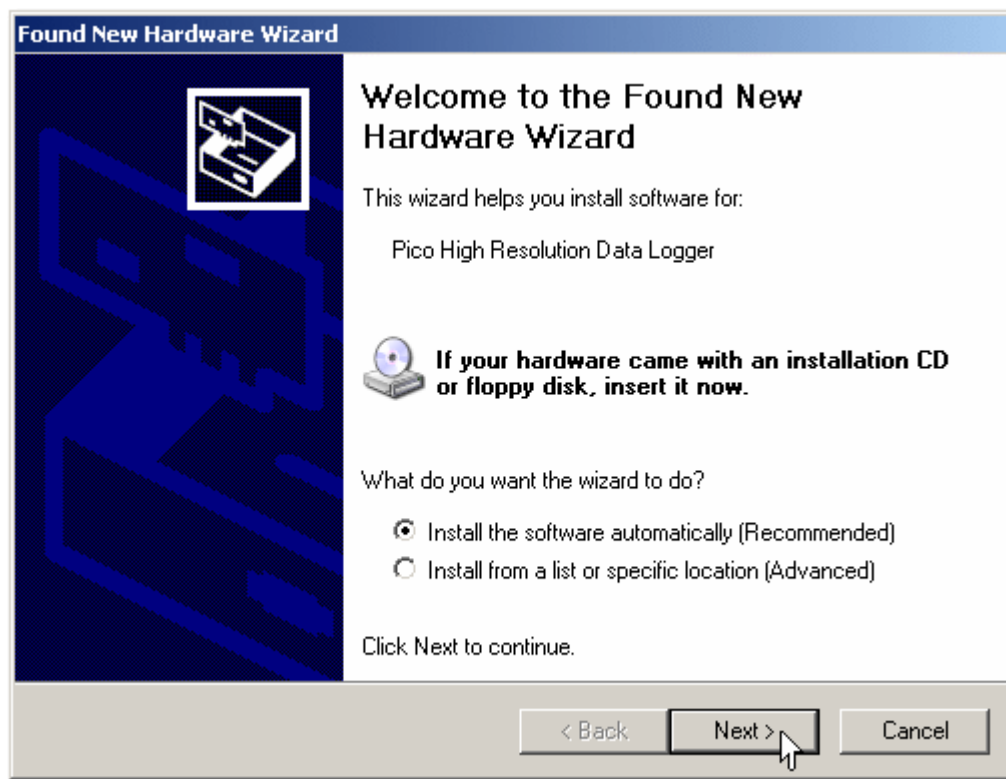 Found New Hardware Wizard
Welcome to the Found New
Hardware Wizard
This wizard helps you install software for:
Pico High Resolution Data Logger
If your hardware came with an installation CD
or floppy disk, insert it now.
What do you want the wizard to do?
Install the software automatically (Recommended)
Install from a list or specific location (Advanced)
Click Next to continue.
< Back Next > Cancel